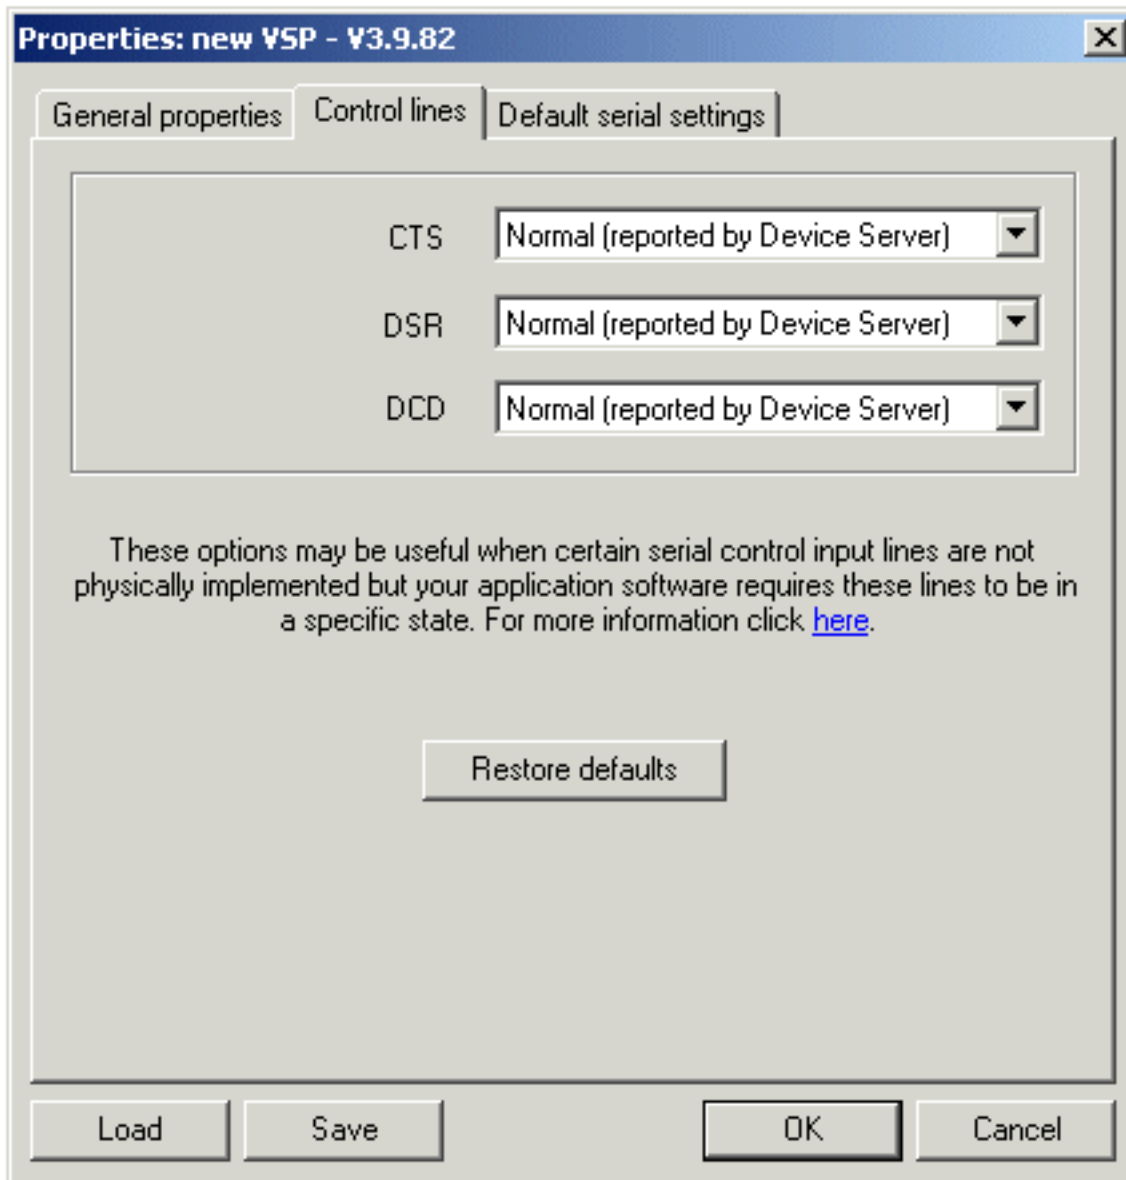 Properties: new VSP - V3.9.82
General properties
Control lines
Default serial settings
CTS
Normal (reported by Device Server)
DSR
Normal (reported by Device Server)
DCD
Normal (reported by Device Server)
These options may be useful when certain serial control input lines are not
physically implemented but your application software requires these lines to be in
a specific state. For more information click here.
Restore defaults
Load
Save
OK
Cancel